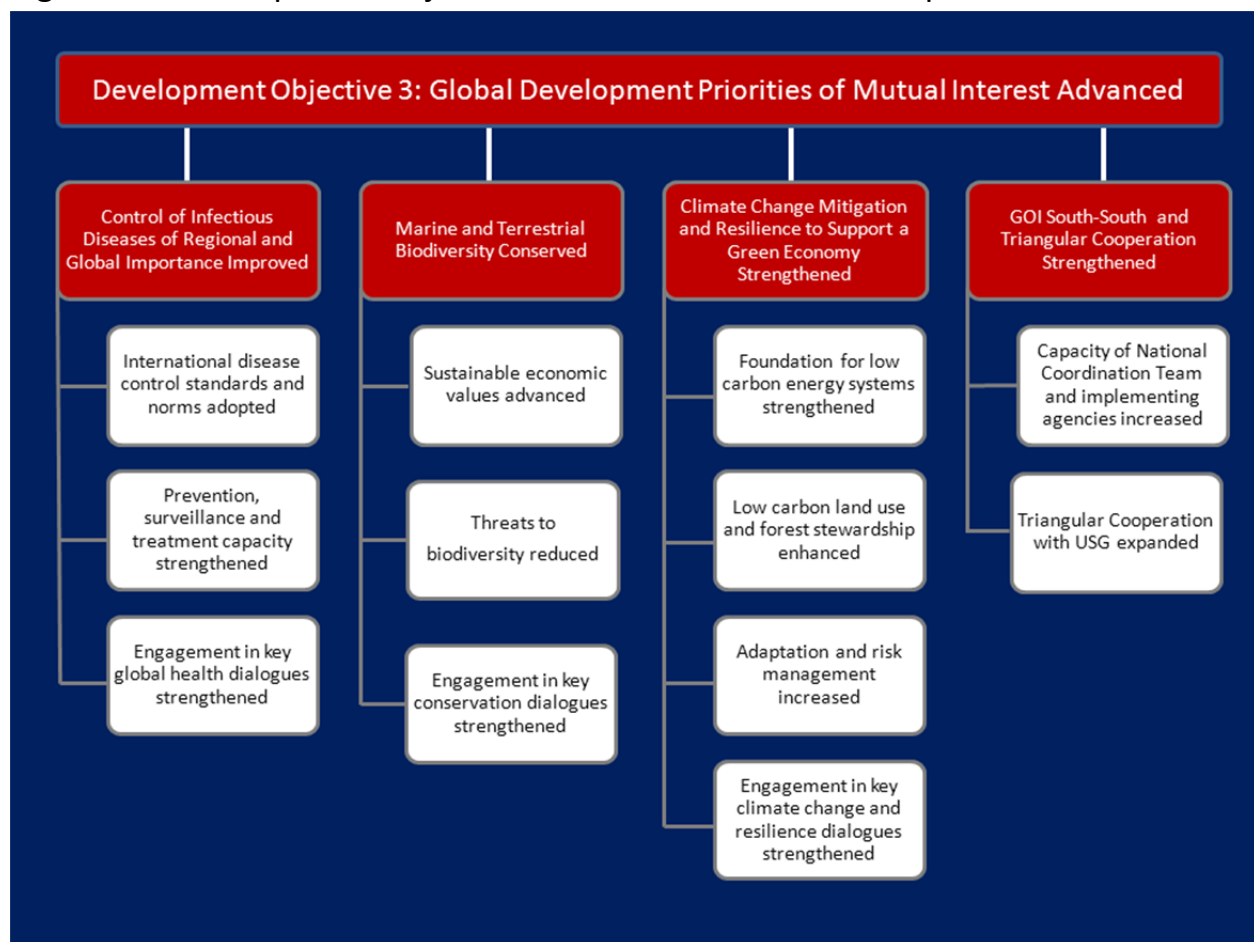 Development Objective 3: Global Development Priorities of Mutual Interest Advanced
Control of Infectious
Diseases of Regional and
Global Importance Improved
International disease
control standards and
norms adopted
Prevention,
surveillance and
treatment capacity
strengthened
Engagement in key
global health dialogues
strengthened
Marine and Terrestrial
Biodiversity Conserved
Sustainable economic
values advanced
Threats to
biodiversity reduced
Engagement in key
conservation dialogues
strengthened
Climate Change Mitigation
and Resilience to Support a
Green Economy
Strengthened
Foundation for low
carbon energy systems
strengthened
Low carbon land use
and forest stewardship
enhanced
Adaptation and risk
management
increased
Engagement in key
climate change and
resilience dialogues
strengthened
GOI South-South and
Triangular Cooperation
Strengthened
Capacity of National
Coordination Team
and implementing
agencies increased
Triangular Cooperation
with USG expanded